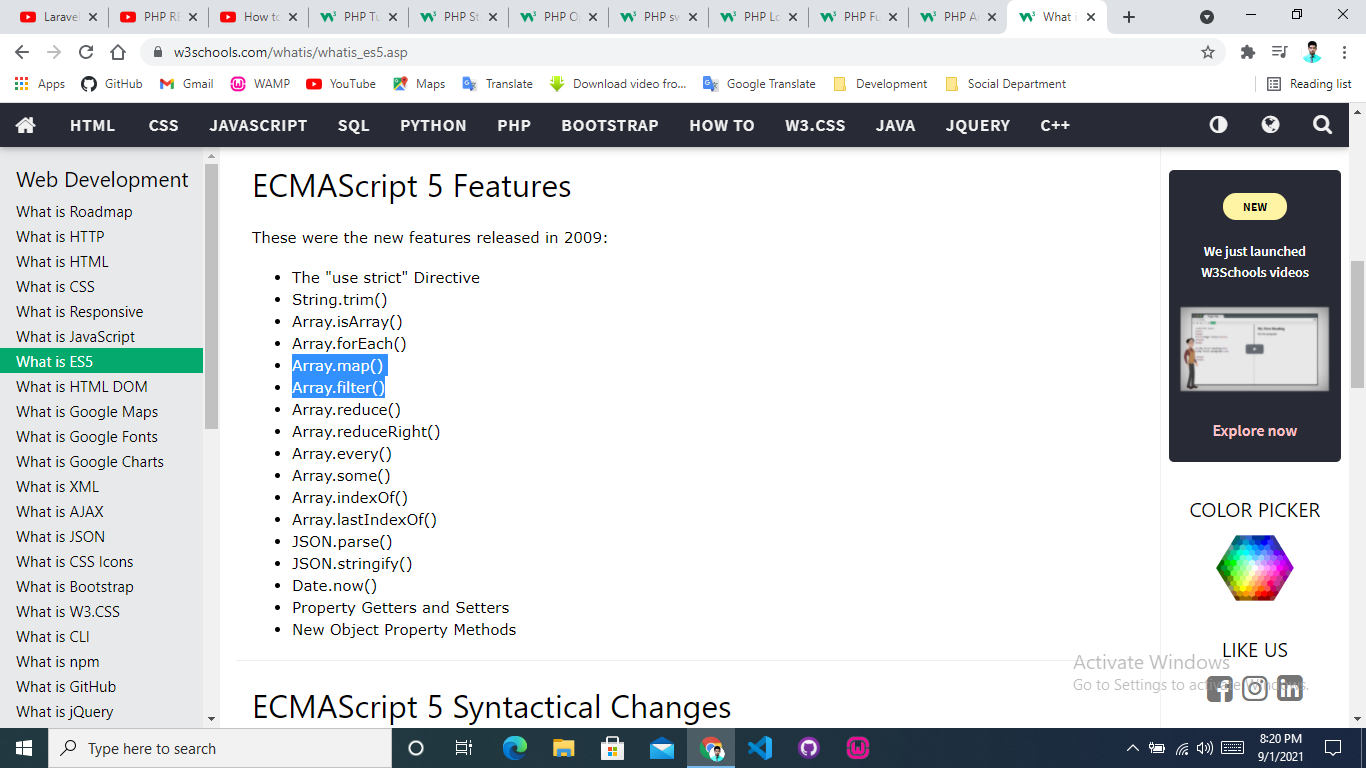 Laravel
PHP RE
How to
PHP Tu
PHP St
PHP O
PHP sw
PHP Lo
PHP Fu
PHP A
What i
w3schools.com/whatis/whatis_es5.asp
Apps
GitHub
Gmail
WAMP
YouTube
Maps
Translate
Download video fro...
Google Translate
Development
Social Department
Reading list
HTML
CSS
JAVASCRIPT
SQL
PYTHON
PHP
BOOTSTRAP
HOW TO
W3.CSS
JAVA
JQUERY
C++
Web Development
What is Roadmap
What is HTTP
What is HTML
What is CSS
What is Responsive
What is JavaScript
What is ES5
What is HTML DOM
What is Google Maps
What is Google Fonts
What is Google Charts
What is XML
What is AJAX
What is JSON
What is CSS Icons
What is Bootstrap
What is W3.CSS
What is CLI
What is npm
What is GitHub
What is jQuery
ECMAScript 5 Features
These were the new features released in 2009:
The "use strict" Directive
String.trim()
Array.isArray()
Array.forEach()
Array.map()
Array.filter()
Array.reduce()
Array.reduceRight()
Array.every()
Array.some()
Array.indexOf()
Array.lastIndexOf()
JSON.parse()
JSON.stringify()
Date.now()
Property Getters and Setters
New Object Property Methods
ECMAScript 5 Syntactical Changes
NEW
We just launched
W3Schools videos
Explore now
COLOR PICKER
LIKE US
Activate Windows
Go to Settings to activate Windows.
Type here to search
8:20 PM
9/1/2021